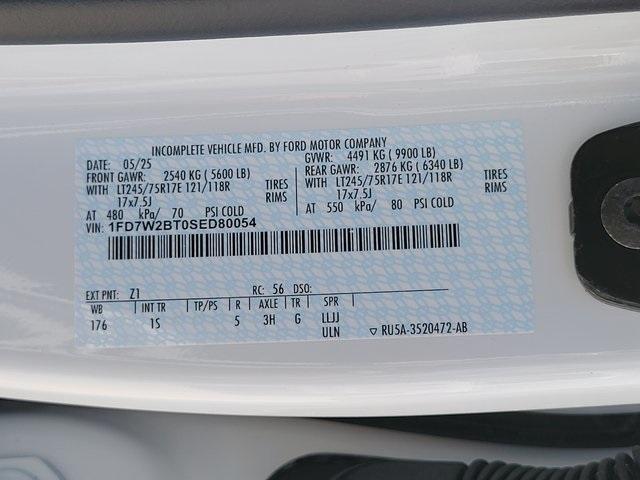 INCOMPLETE VEHICLE MFD. BY FORD MOTOR COMPANY
DATE: 05/25 GVWR: 4491 KG ( 9900 LB)
FRONT GAWR: 2540 KG ( 5600 LB) REAR GAWR: 2876 KG ( 6340 LB)
WITH LT245/75R17E 121/118R TIRES WITH LT245/75R17E 121/118R TIRES
17x7.5J RIMS 17x7.5J RIMS
AT 480 kPa/ 70 PSI COLD AT 550 kPa/ 80 PSI COLD
VIN: 1FD7W2BT0SED80054
EXT PNT: Z1 RC: 56 DSO:
WB INT TR TP/PS R AXLE TR SPR
176 1S 5 3H G LLJJ
ULN ▽ RU5A-3520472-AB